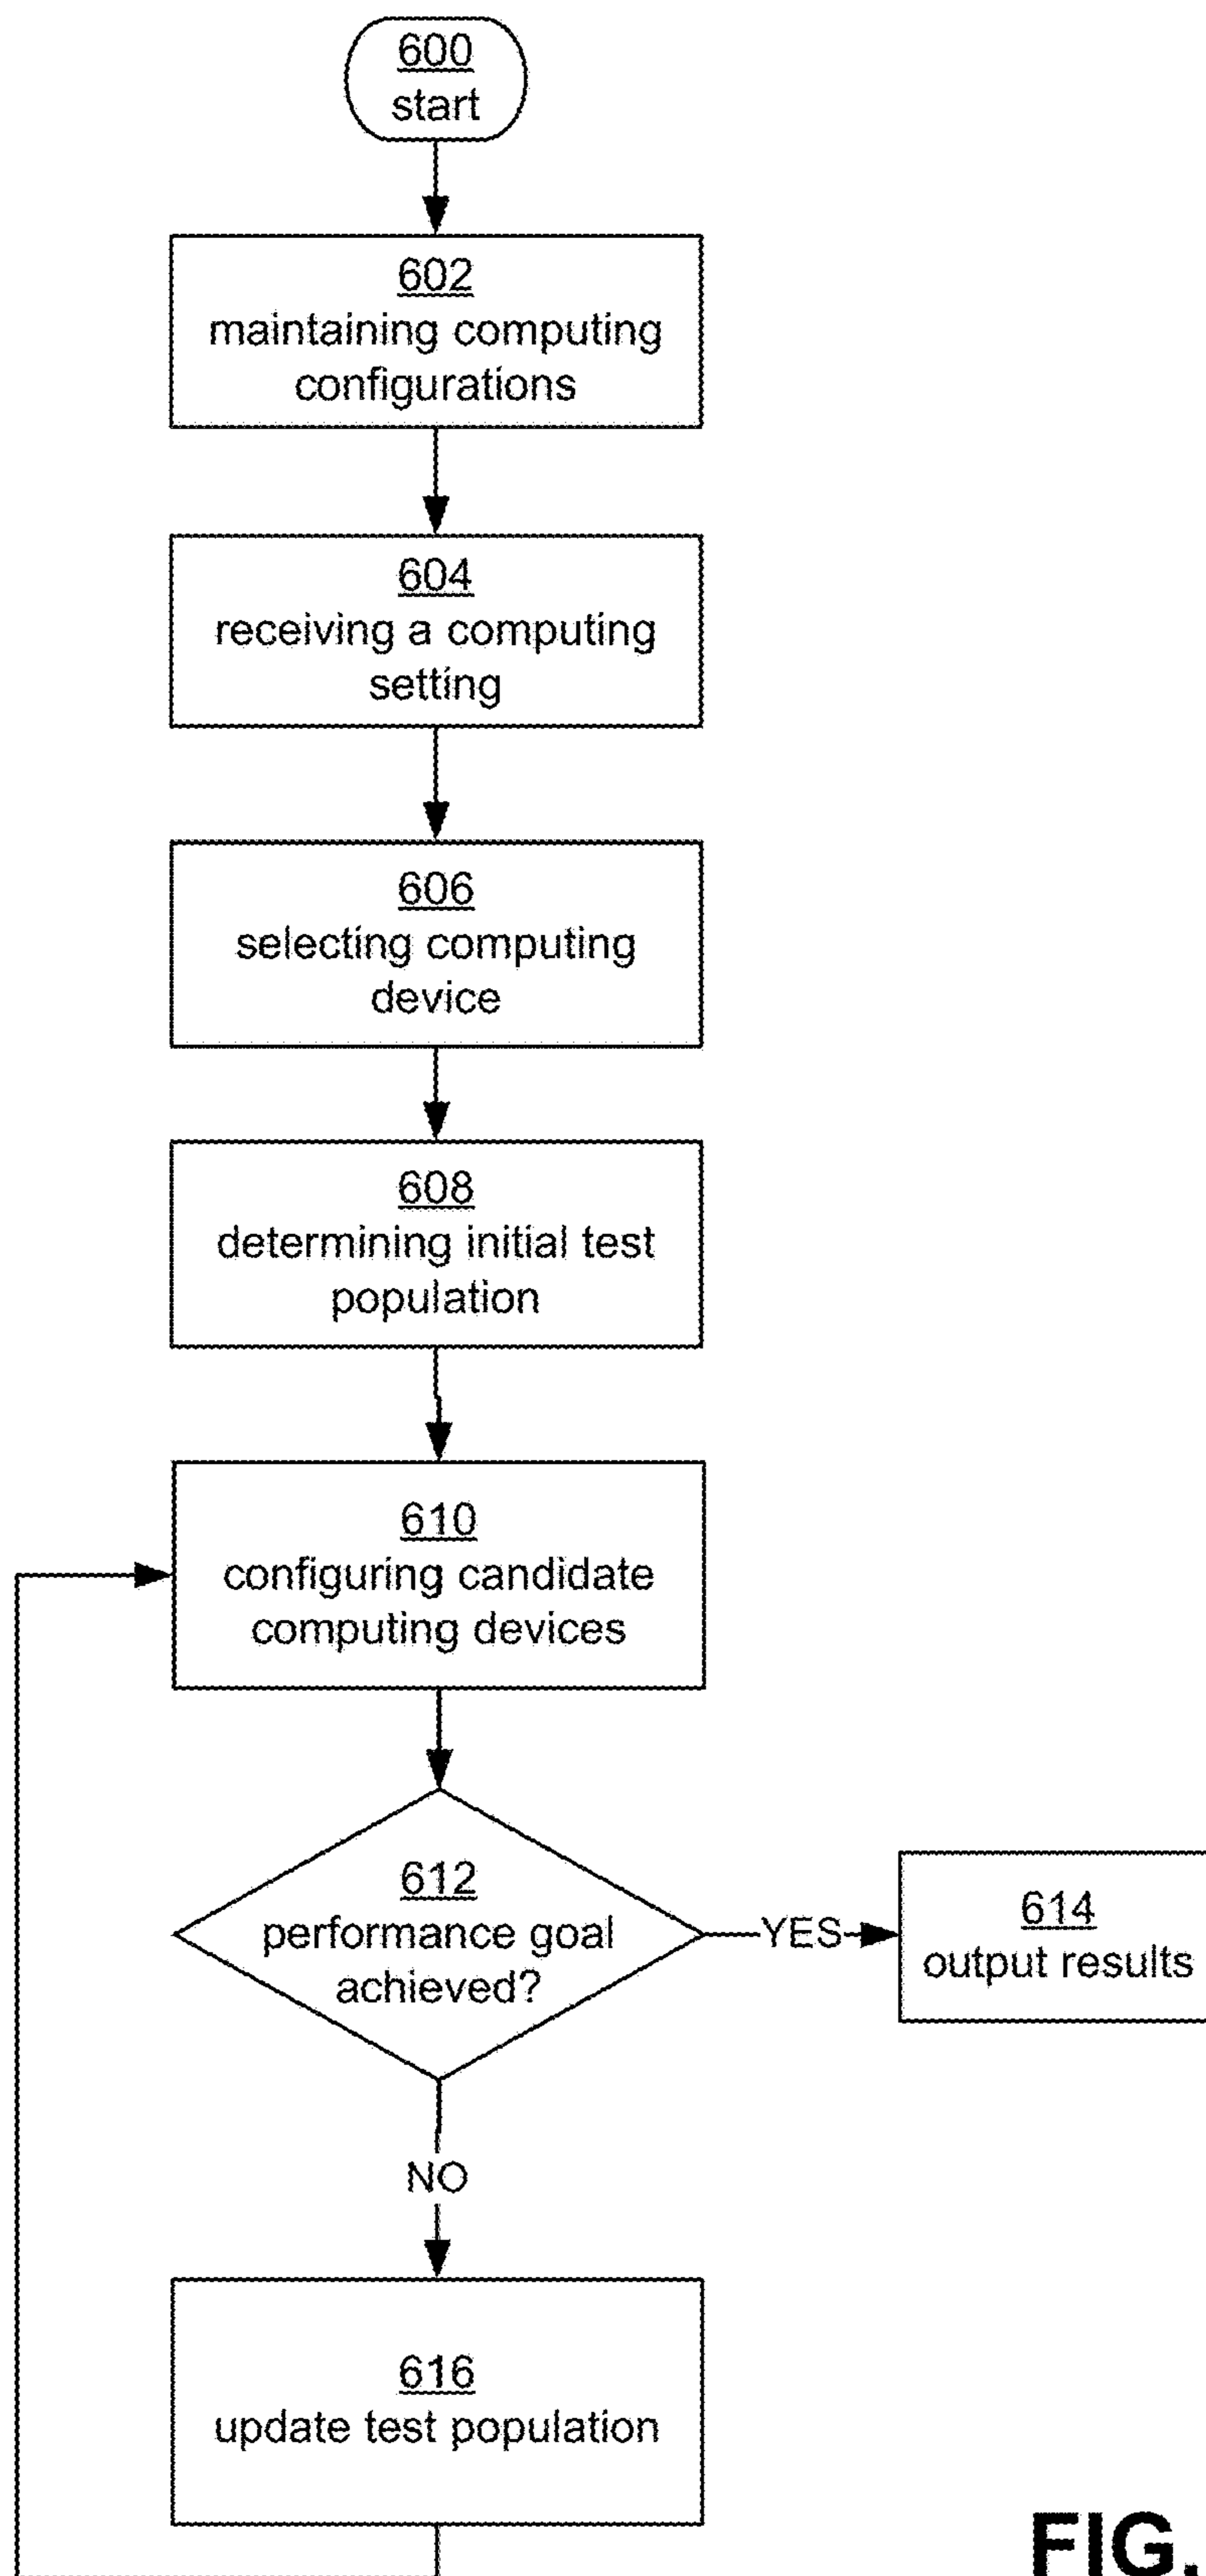 600
start
602
maintaining computing
configurations
604
receiving a computing
setting
606
selecting computing
device
608
determining initial test
population
610
configuring candidate
computing devices
612
performance goal
achieved?
YES
614
output results
NO
616
update test population
FIG.